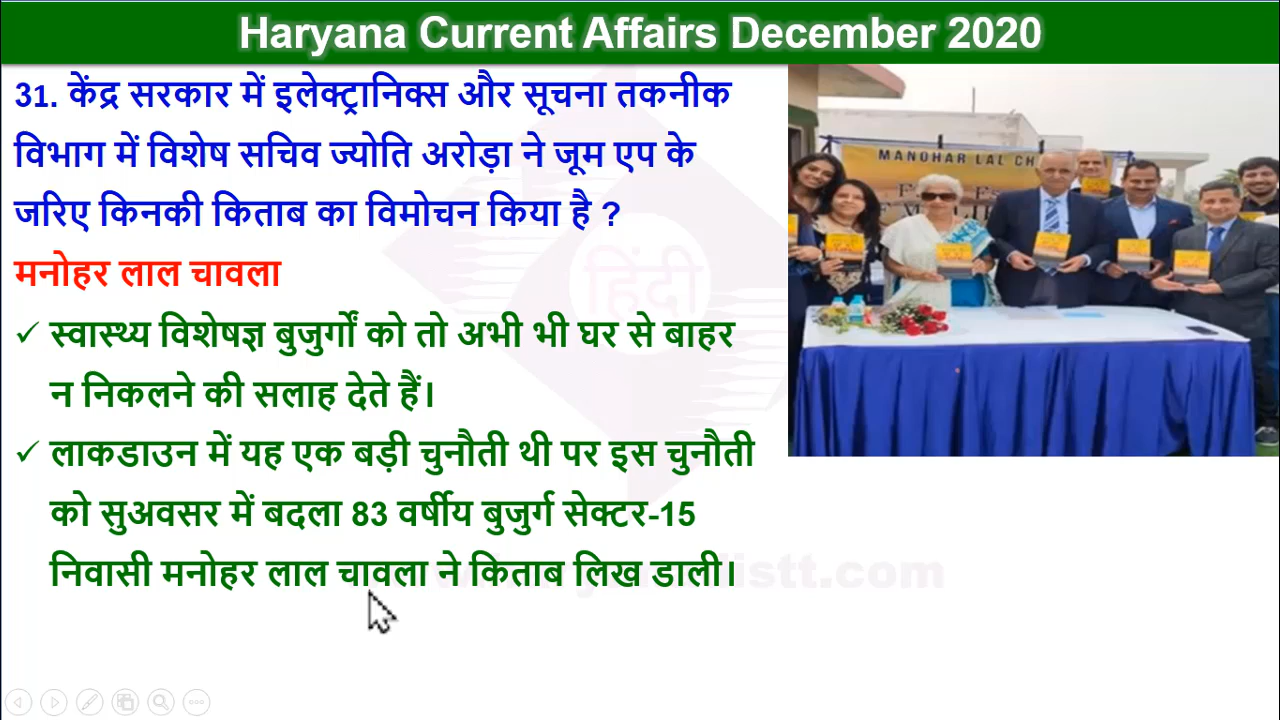 Haryana Current Affairs December 2020
31. केंद्र सरकार में इलेक्ट्रानिक्स और सूचना तकनीक
विभाग में विशेष सचिव ज्योति अरोड़ा ने जूम एप के
जरिए किनकी किताब का विमोचन किया है ?
मनोहर लाल चावला
✓ स्वास्थ्य विशेषज्ञ बुजुर्गों को तो अभी भी घर से बाहर
न निकलने की सलाह देते हैं।
✓ लाकडाउन में यह एक बड़ी चुनौती थी पर इस चुनौती
को सुअवसर में बदला 83 वर्षीय बुजुर्ग सेक्टर-15
निवासी मनोहर लाल चावला ने किताब लिख डाली।
MANOHAR LAL CH
हिंदी
istt.com